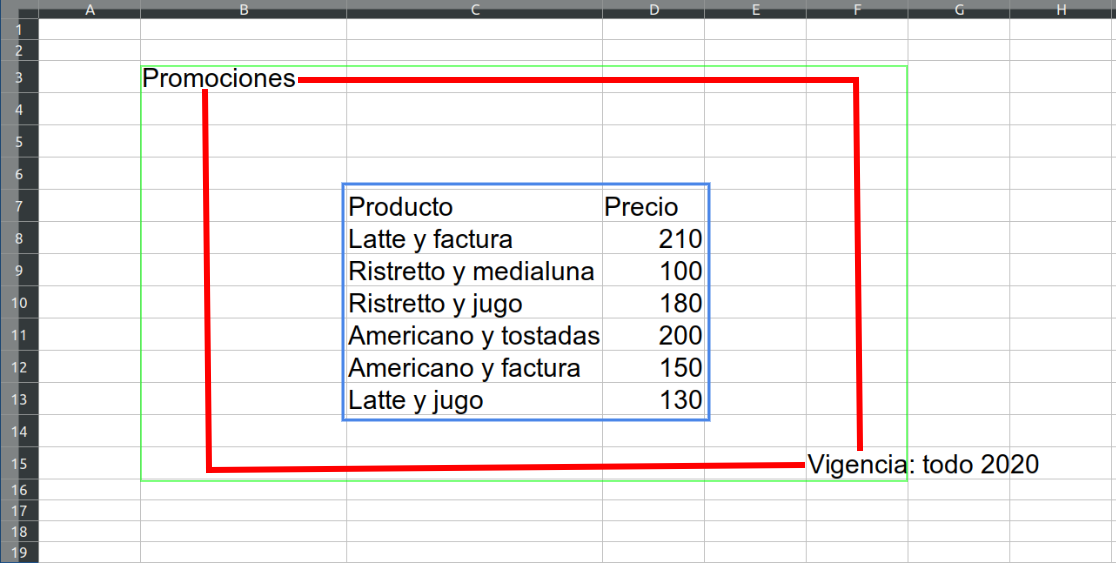 A B C D E F G H
1
2
3 Promociones
4
5
6
7 Producto Precio
8 Latte y factura 210
9 Ristretto y medialuna 100
10 Ristretto y jugo 180
11 Americano y tostadas 200
12 Americano y factura 150
13 Latte y jugo 130
14
15 Vigencia: todo 2020
16
17
18
19